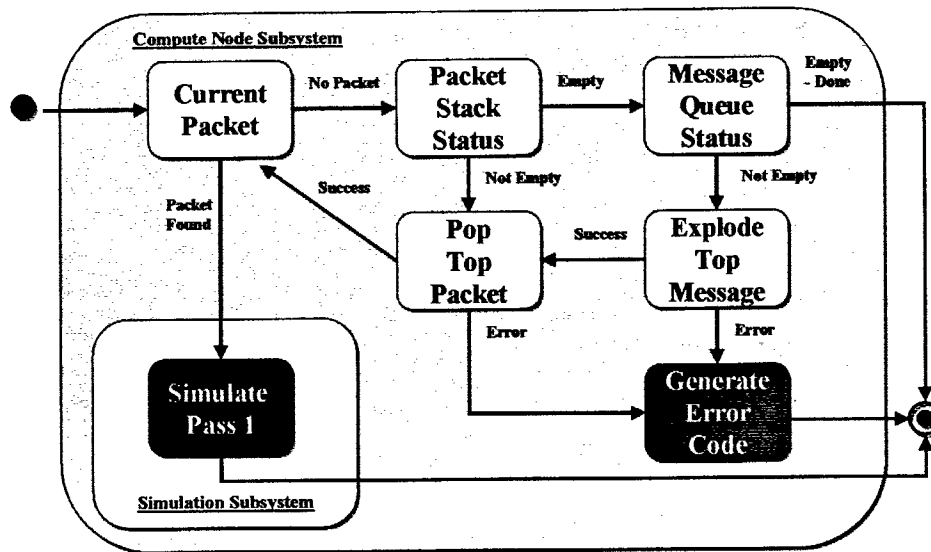 Compute Node Subsystem
Current
Packet
No Packet
Packet
Stack
Status
Empty
Message
Queue
Status
Empty
- Done
Packet
Found
Success
Not Empty
Not Empty
Pop
Top
Packet
Success
Explode
Top
Message
Error
Error
Simulate
Pass 1
Generate
Error
Code
Simulation Subsystem